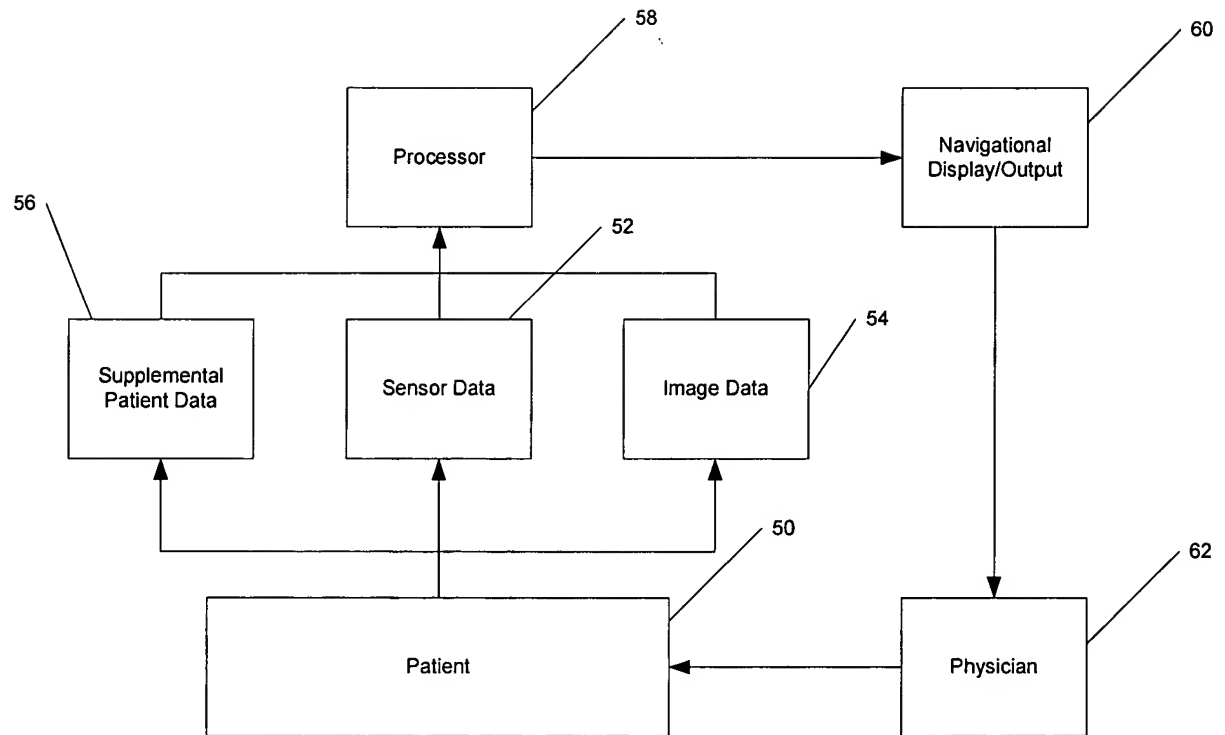 58
60
Processor
Navigational
Display/Output
56
52
54
Supplemental
Patient Data
Sensor Data
Image Data
50
62
Patient
Physician